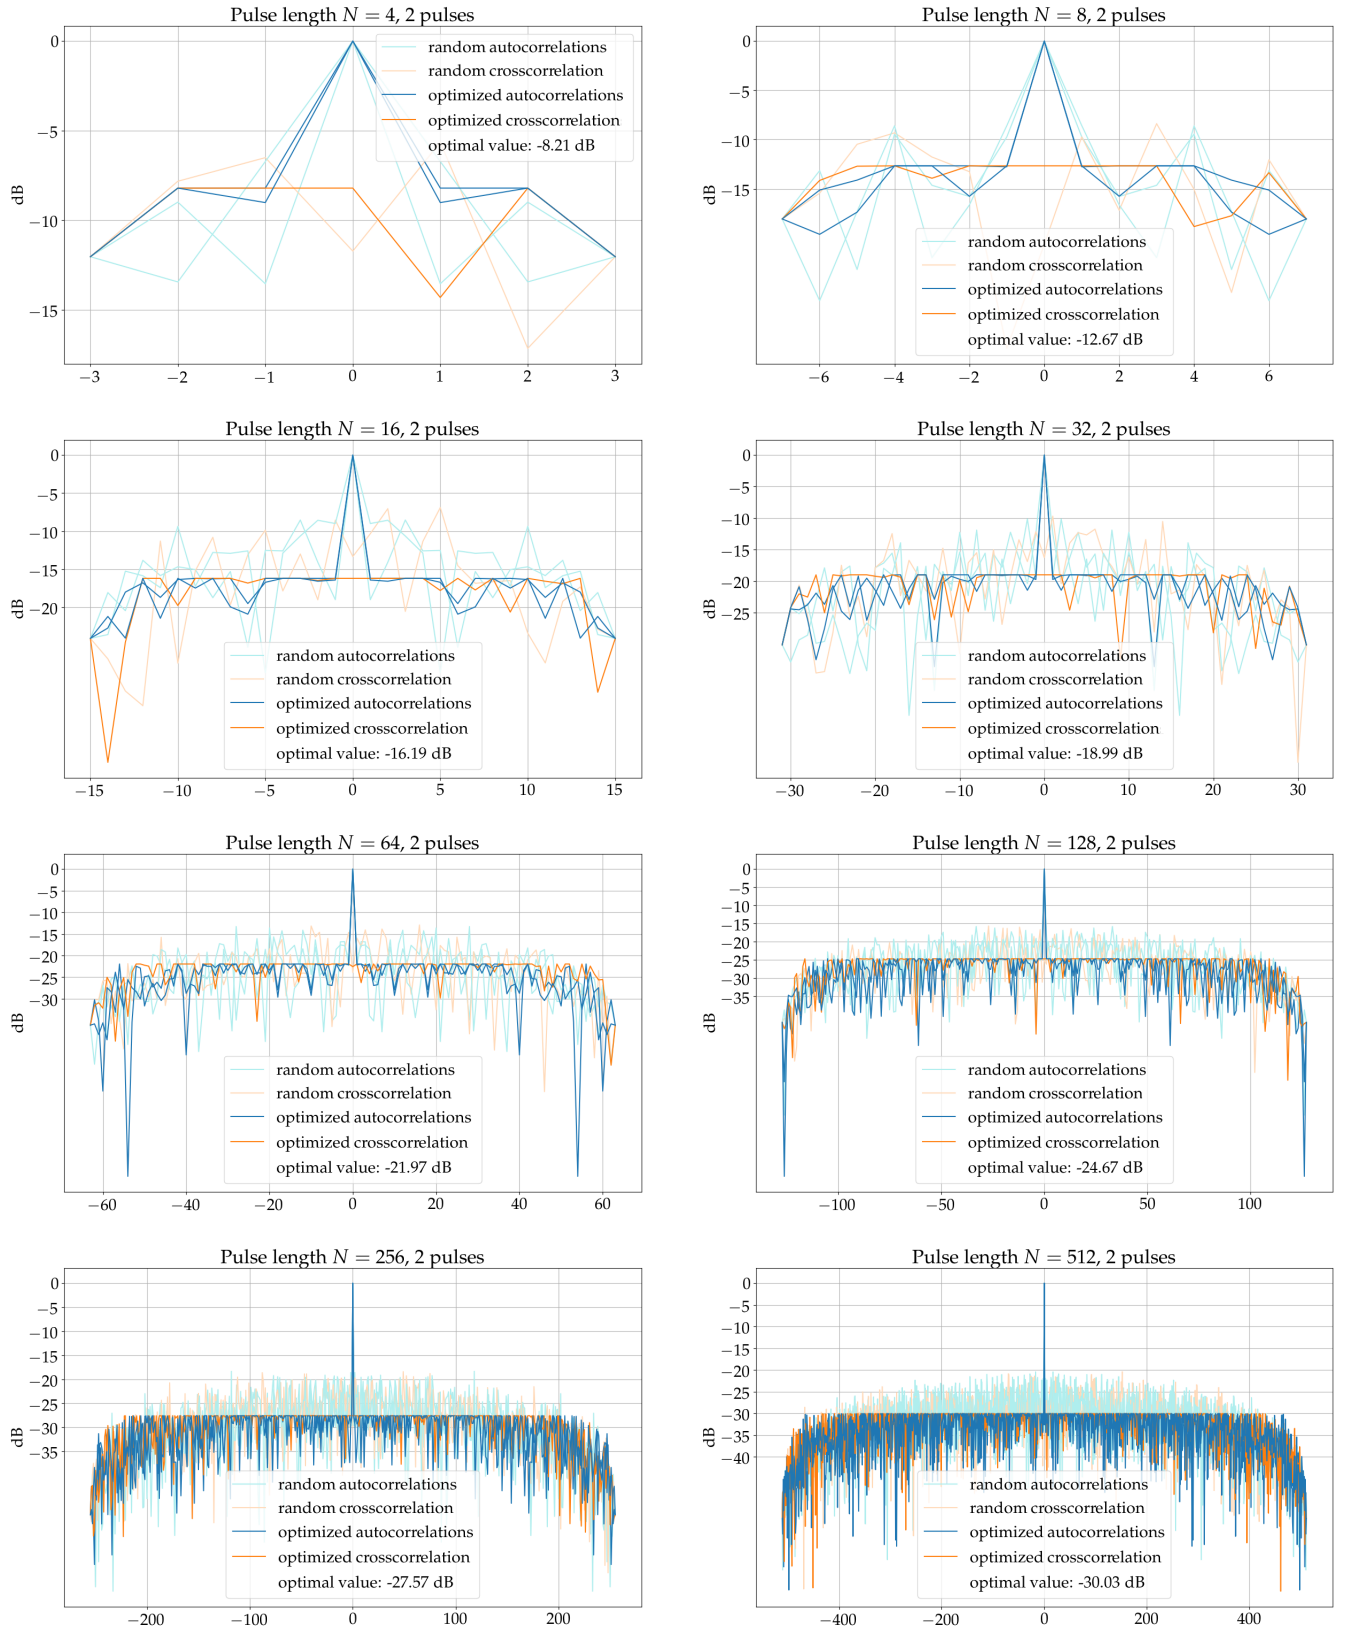 Pulse length N = 4, 2 pulses
0
−5
−10
−15
dB
random autocorrelations
random crosscorrelation
optimized autocorrelations
optimized crosscorrelation
optimal value: -8.21 dB
−3 −2 −1 0 1 2 3
Pulse length N = 8, 2 pulses
0
−5
−10
−15
dB
random autocorrelations
random crosscorrelation
optimized autocorrelations
optimized crosscorrelation
optimal value: -12.67 dB
−6 −4 −2 0 2 4 6
Pulse length N = 16, 2 pulses
0
−5
−10
−15
−20
dB
random autocorrelations
random crosscorrelation
optimized autocorrelations
optimized crosscorrelation
optimal value: -16.19 dB
−15 −10 −5 0 5 10 15
Pulse length N = 32, 2 pulses
0
−5
−10
−15
−20
−25
dB
random autocorrelations
random crosscorrelation
optimized autocorrelations
optimized crosscorrelation
optimal value: -18.99 dB
−30 −20 −10 0 10 20 30
Pulse length N = 64, 2 pulses
0
−5
−10
−15
−20
−25
−30
dB
random autocorrelations
random crosscorrelation
optimized autocorrelations
optimized crosscorrelation
optimal value: -21.97 dB
−60 −40 −20 0 20 40 60
Pulse length N = 128, 2 pulses
0
−5
−10
−15
−20
−25
−30
−35
dB
random autocorrelations
random crosscorrelation
optimized autocorrelations
optimized crosscorrelation
optimal value: -24.67 dB
−100 −50 0 50 100
Pulse length N = 256, 2 pulses
0
−5
−10
−15
−20
−25
−30
−35
dB
random autocorrelations
random crosscorrelation
optimized autocorrelations
optimized crosscorrelation
optimal value: -27.57 dB
−200 −100 0 100 200
Pulse length N = 512, 2 pulses
0
−5
−10
−15
−20
−25
−30
−35
−40
dB
random autocorrelations
random crosscorrelation
optimized autocorrelations
optimized crosscorrelation
optimal value: -30.03 dB
−400 −200 0 200 400